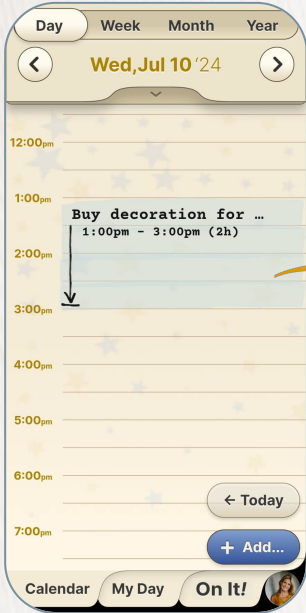 Day Week Month Year
Wed,Jul 10 '24
12:00pm
1:00pm
Buy decoration for ...
1:00pm - 3:00pm (2h)
2:00pm
3:00pm
4:00pm
5:00pm
6:00pm
← Today
7:00pm
+ Add...
Calendar My Day On It!